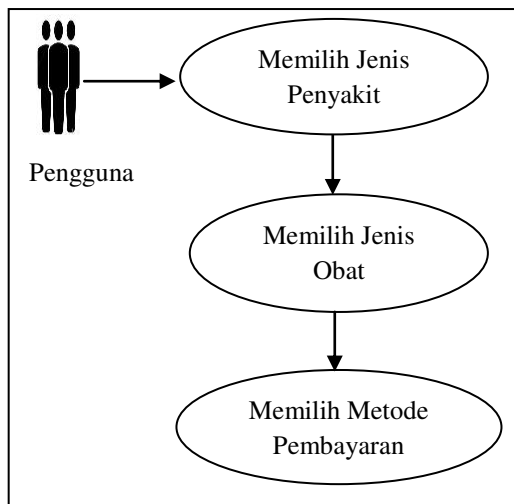 Memilih Jenis
Penyakit
Pengguna
Memilih Jenis
Obat
Memilih Metode
Pembayaran